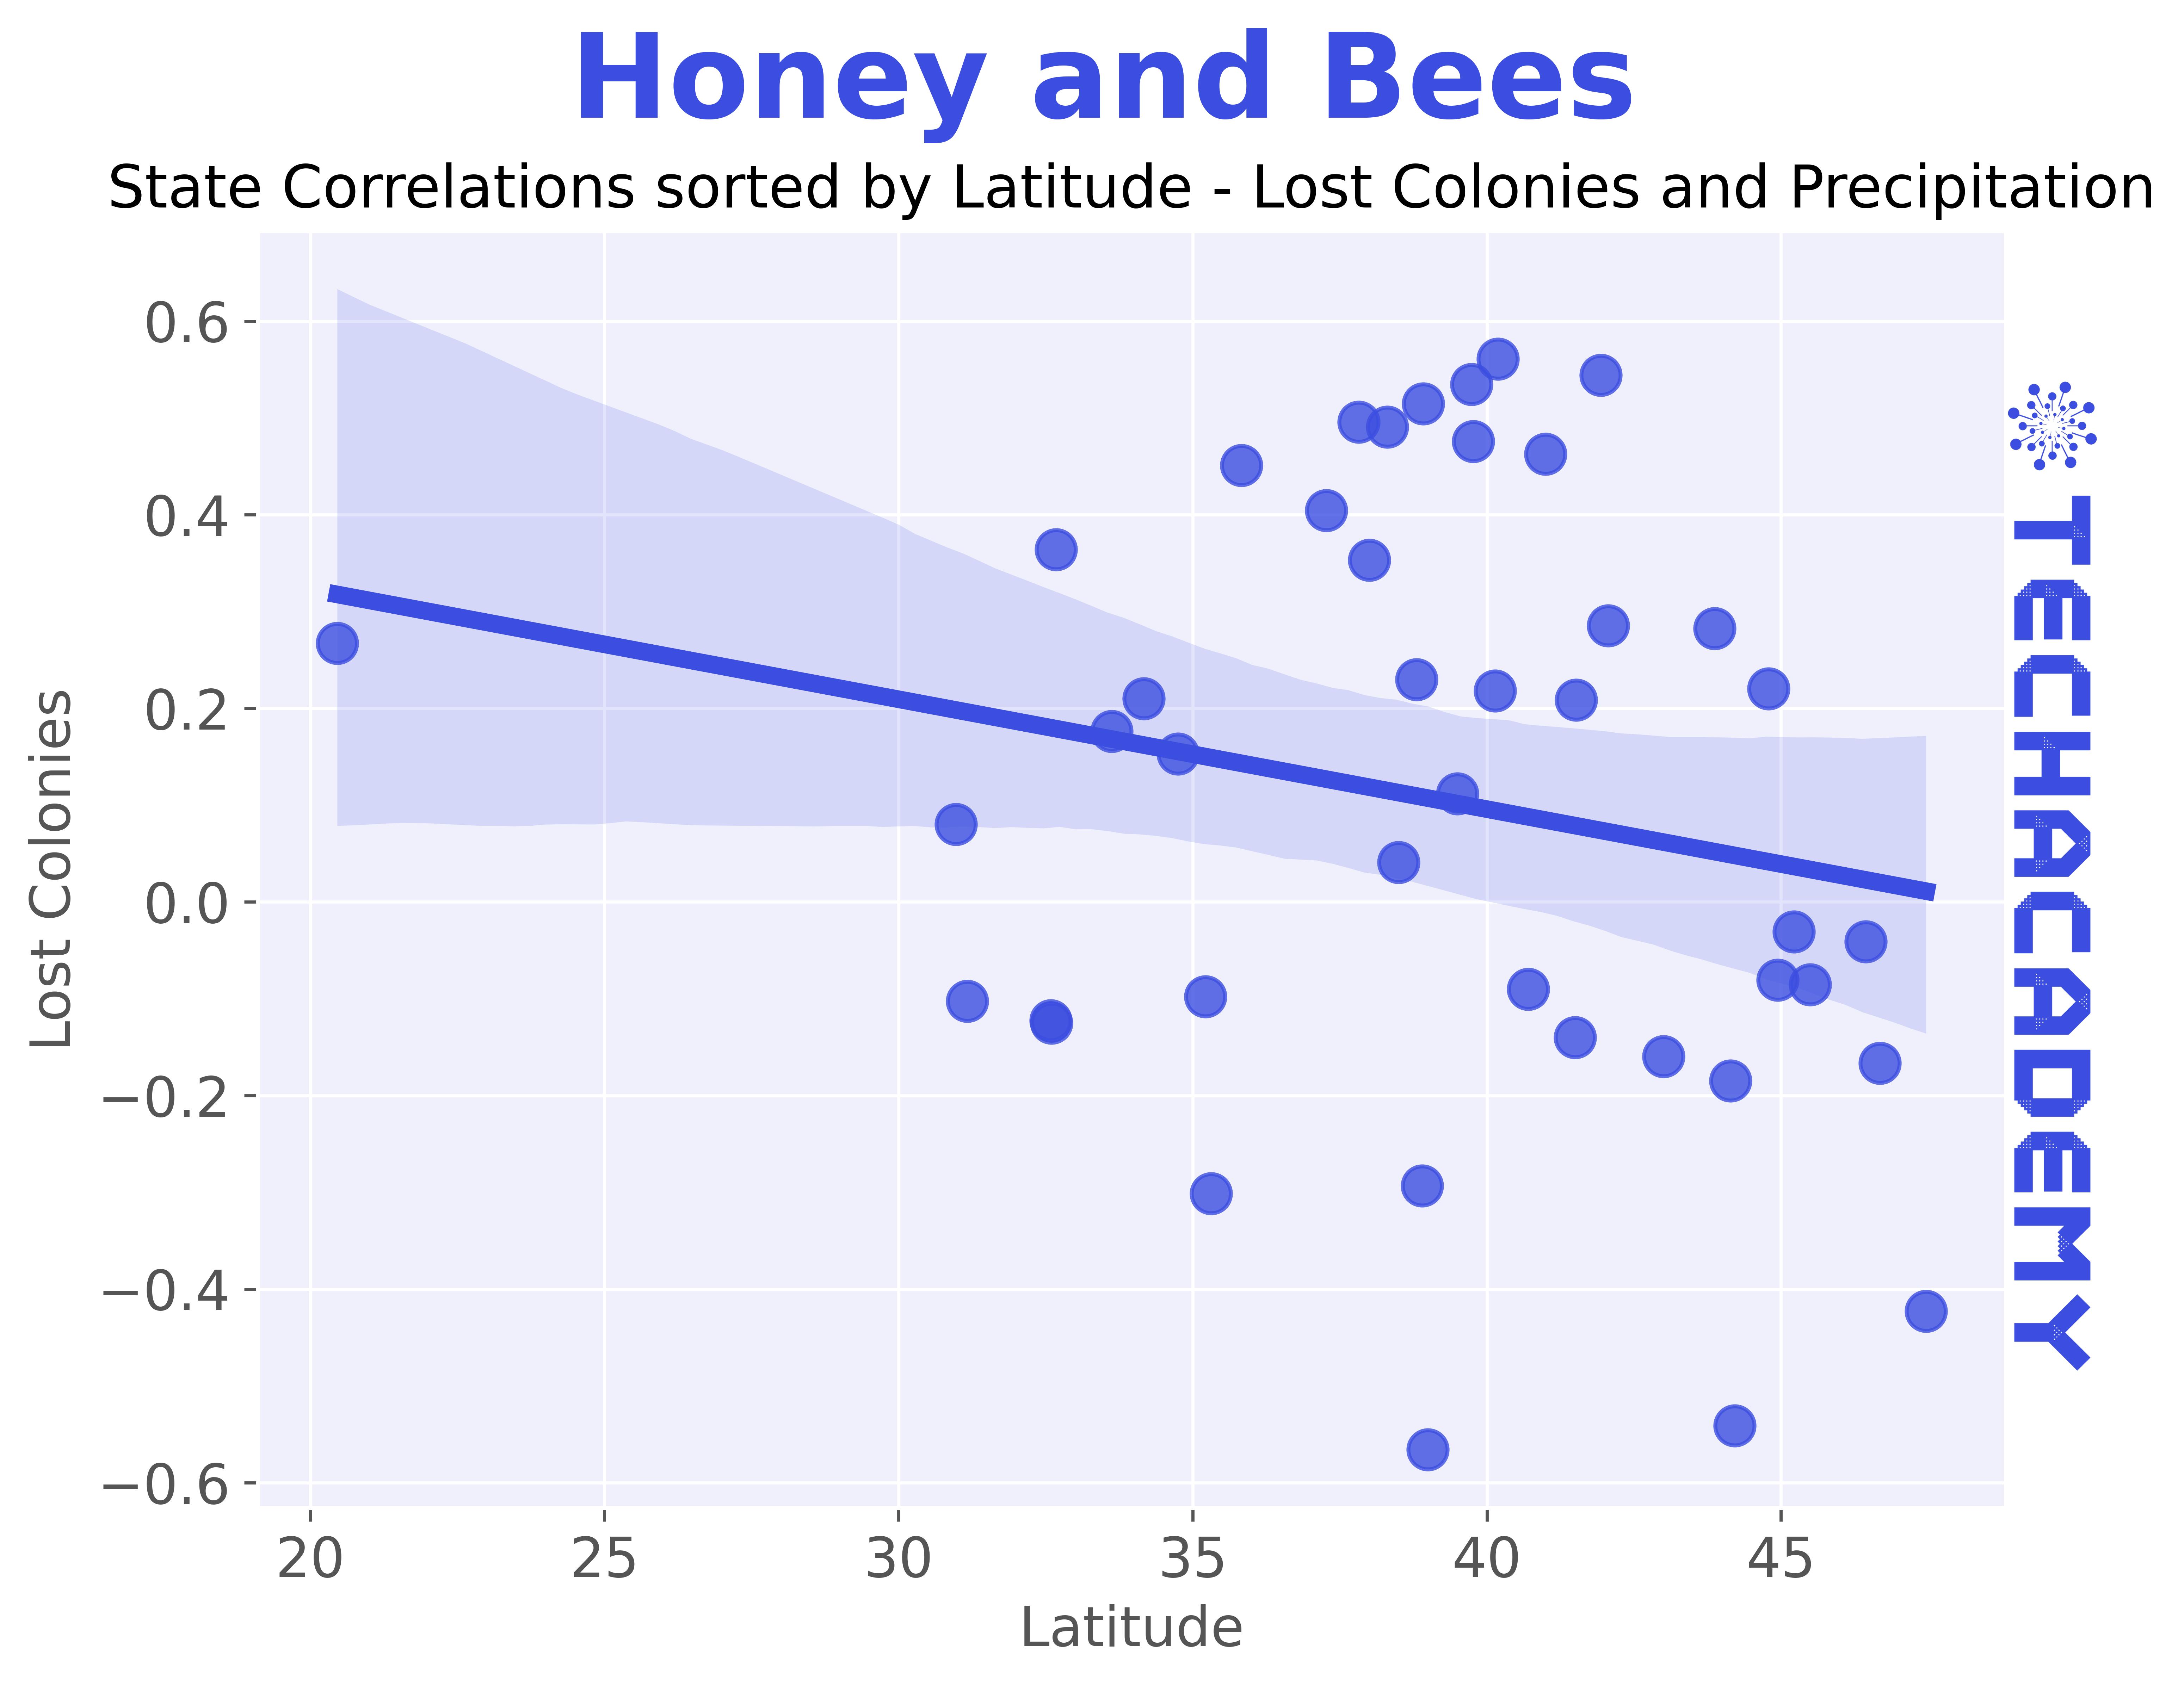 Honey and Bees
State Correlations sorted by Latitude - Lost Colonies and Precipitation
Lost Colonies
0.6
0.4
0.2
0.0
−0.2
−0.4
−0.6
20 25 30 35 40 45
Latitude
TECHACADEMY